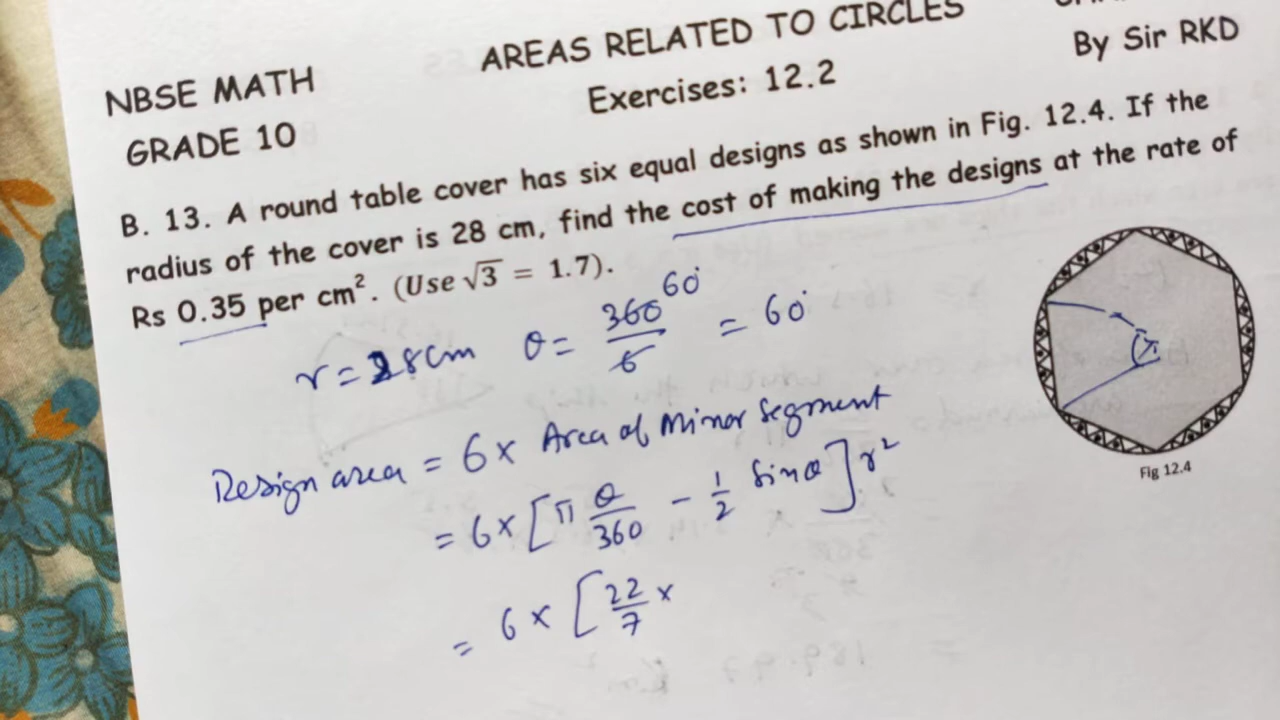 AREAS RELATED TO CIRCLES
By Sir RKD
NBSE MATH
Exercises: 12.2
GRADE 10
B. 13. A round table cover has six equal designs as shown in Fig. 12.4. If the
radius of the cover is 28 cm, find the cost of making the designs at the rate of
Rs 0.35 per cm². (Use √3 = 1.7).
r = 28cm θ = 360/6 60 = 60°
Design area = 6 × Area of Minor Segment
= 6 × [π θ/360 - 1/2 Sinθ] r²
= 6 × [22/7 ×
Fig 12.4